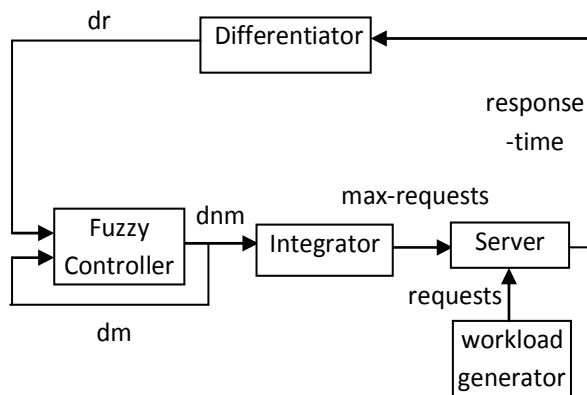 dr
Differentiator
response
-time
max-requests
dnm
Fuzzy
Controller
Integrator
Server
requests
dm
workload
generator